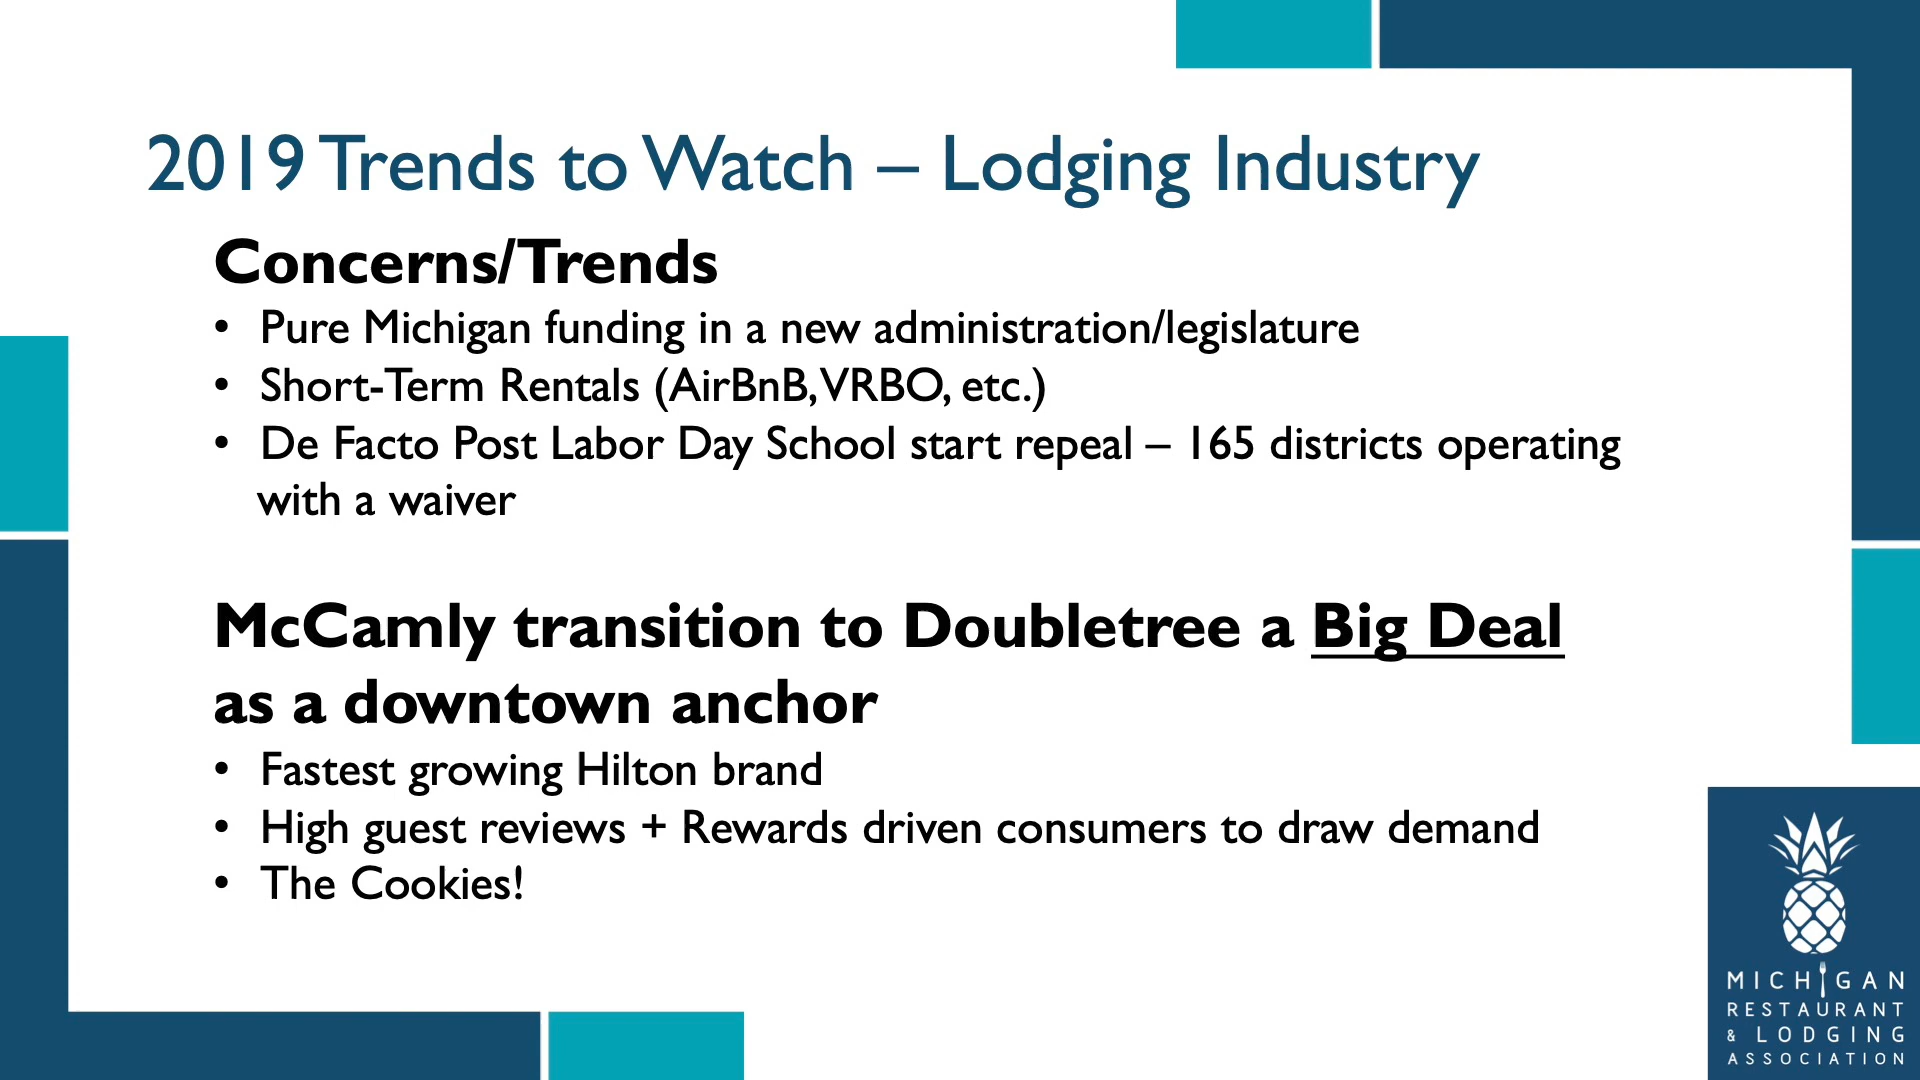 2019 Trends to Watch – Lodging Industry
Concerns/Trends
• Pure Michigan funding in a new administration/legislature
• Short-Term Rentals (AirBnB, VRBO, etc.)
• De Facto Post Labor Day School start repeal – 165 districts operating
with a waiver
McCamly transition to Doubletree a Big Deal
as a downtown anchor
• Fastest growing Hilton brand
• High guest reviews + Rewards driven consumers to draw demand
• The Cookies!
MICHIGAN
RESTAURANT
& LODGING
ASSOCIATION